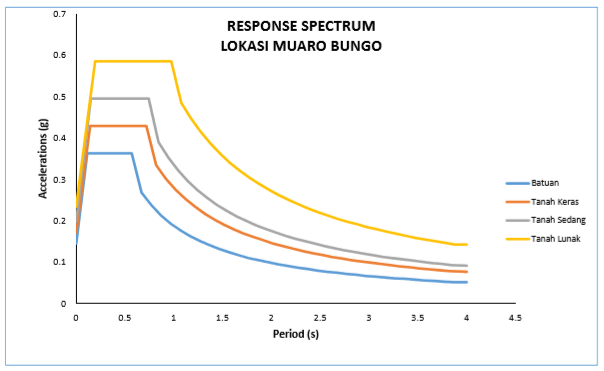 RESPONSE SPECTRUM
LOKASI MUARO BUNGO
0.7
0.6
0.5
0.4
0.3
0.2
0.1
0
Accelerations (g)
0 0.5 1 1.5 2 2.5 3 3.5 4 4.5
Period (s)
Batuan
Tanah Keras
Tanah Sedang
Tanah Lunak